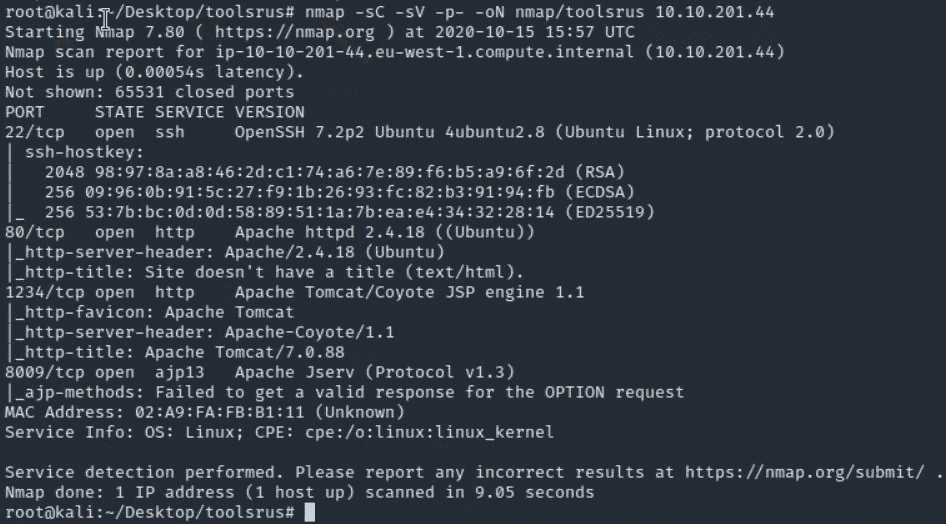 root@kali:~/Desktop/toolsrus# nmap -sC -sV -p- -oN nmap/toolsrus 10.10.201.44
Starting Nmap 7.80 ( https://nmap.org ) at 2020-10-15 15:57 UTC
Nmap scan report for ip-10-10-201-44.eu-west-1.compute.internal (10.10.201.44)
Host is up (0.00054s latency).
Not shown: 65531 closed ports
PORT     STATE SERVICE VERSION
22/tcp   open  ssh     OpenSSH 7.2p2 Ubuntu 4ubuntu2.8 (Ubuntu Linux; protocol 2.0)
| ssh-hostkey:
|   2048 98:97:8a:a8:46:2d:c1:74:a6:7e:89:f6:b5:a9:6f:2d (RSA)
|   256 09:96:0b:91:5c:27:f9:1b:26:93:fc:82:b3:91:94:fb (ECDSA)
|_  256 53:7b:bc:0d:0d:58:89:51:1a:7b:ea:e4:34:32:28:14 (ED25519)
80/tcp   open  http    Apache httpd 2.4.18 ((Ubuntu))
|_http-server-header: Apache/2.4.18 (Ubuntu)
|_http-title: Site doesn't have a title (text/html).
1234/tcp open  http    Apache Tomcat/Coyote JSP engine 1.1
|_http-favicon: Apache Tomcat
|_http-server-header: Apache-Coyote/1.1
|_http-title: Apache Tomcat/7.0.88
8009/tcp open  ajp13   Apache Jserv (Protocol v1.3)
|_ajp-methods: Failed to get a valid response for the OPTION request
MAC Address: 02:A9:FA:FB:B1:11 (Unknown)
Service Info: OS: Linux; CPE: cpe:/o:linux:linux_kernel

Service detection performed. Please report any incorrect results at https://nmap.org/submit/ .
Nmap done: 1 IP address (1 host up) scanned in 9.05 seconds
root@kali:~/Desktop/toolsrus#